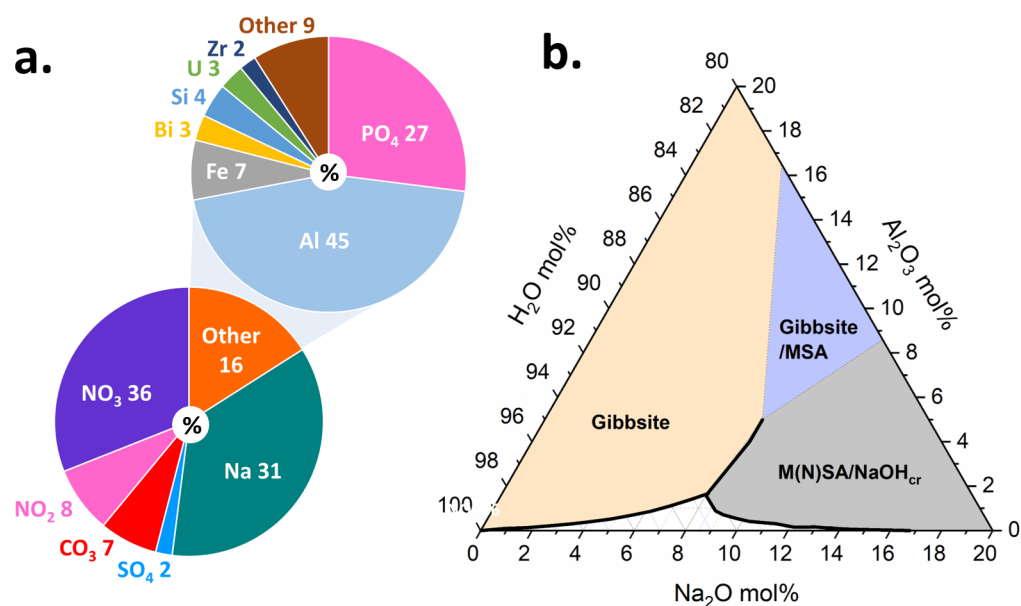 a.
Other 9
Zr 2
U 3
Si 4
Bi 3
Fe 7
PO₄ 27
%
Al 45
Other
16
NO₃ 36
%
Na 31
NO₂ 8
CO₃ 7
SO₄ 2
b.
80
82
84
86
88
90
92
94
96
98
100
H₂O mol%
20
18
16
14
12
10
8
6
4
2
0
Al₂O₃ mol%
Gibbsite
/MSA
Gibbsite
M(N)SA/NaOH_cr
0
2
4
6
8
10
12
14
16
18
20
Na₂O mol%